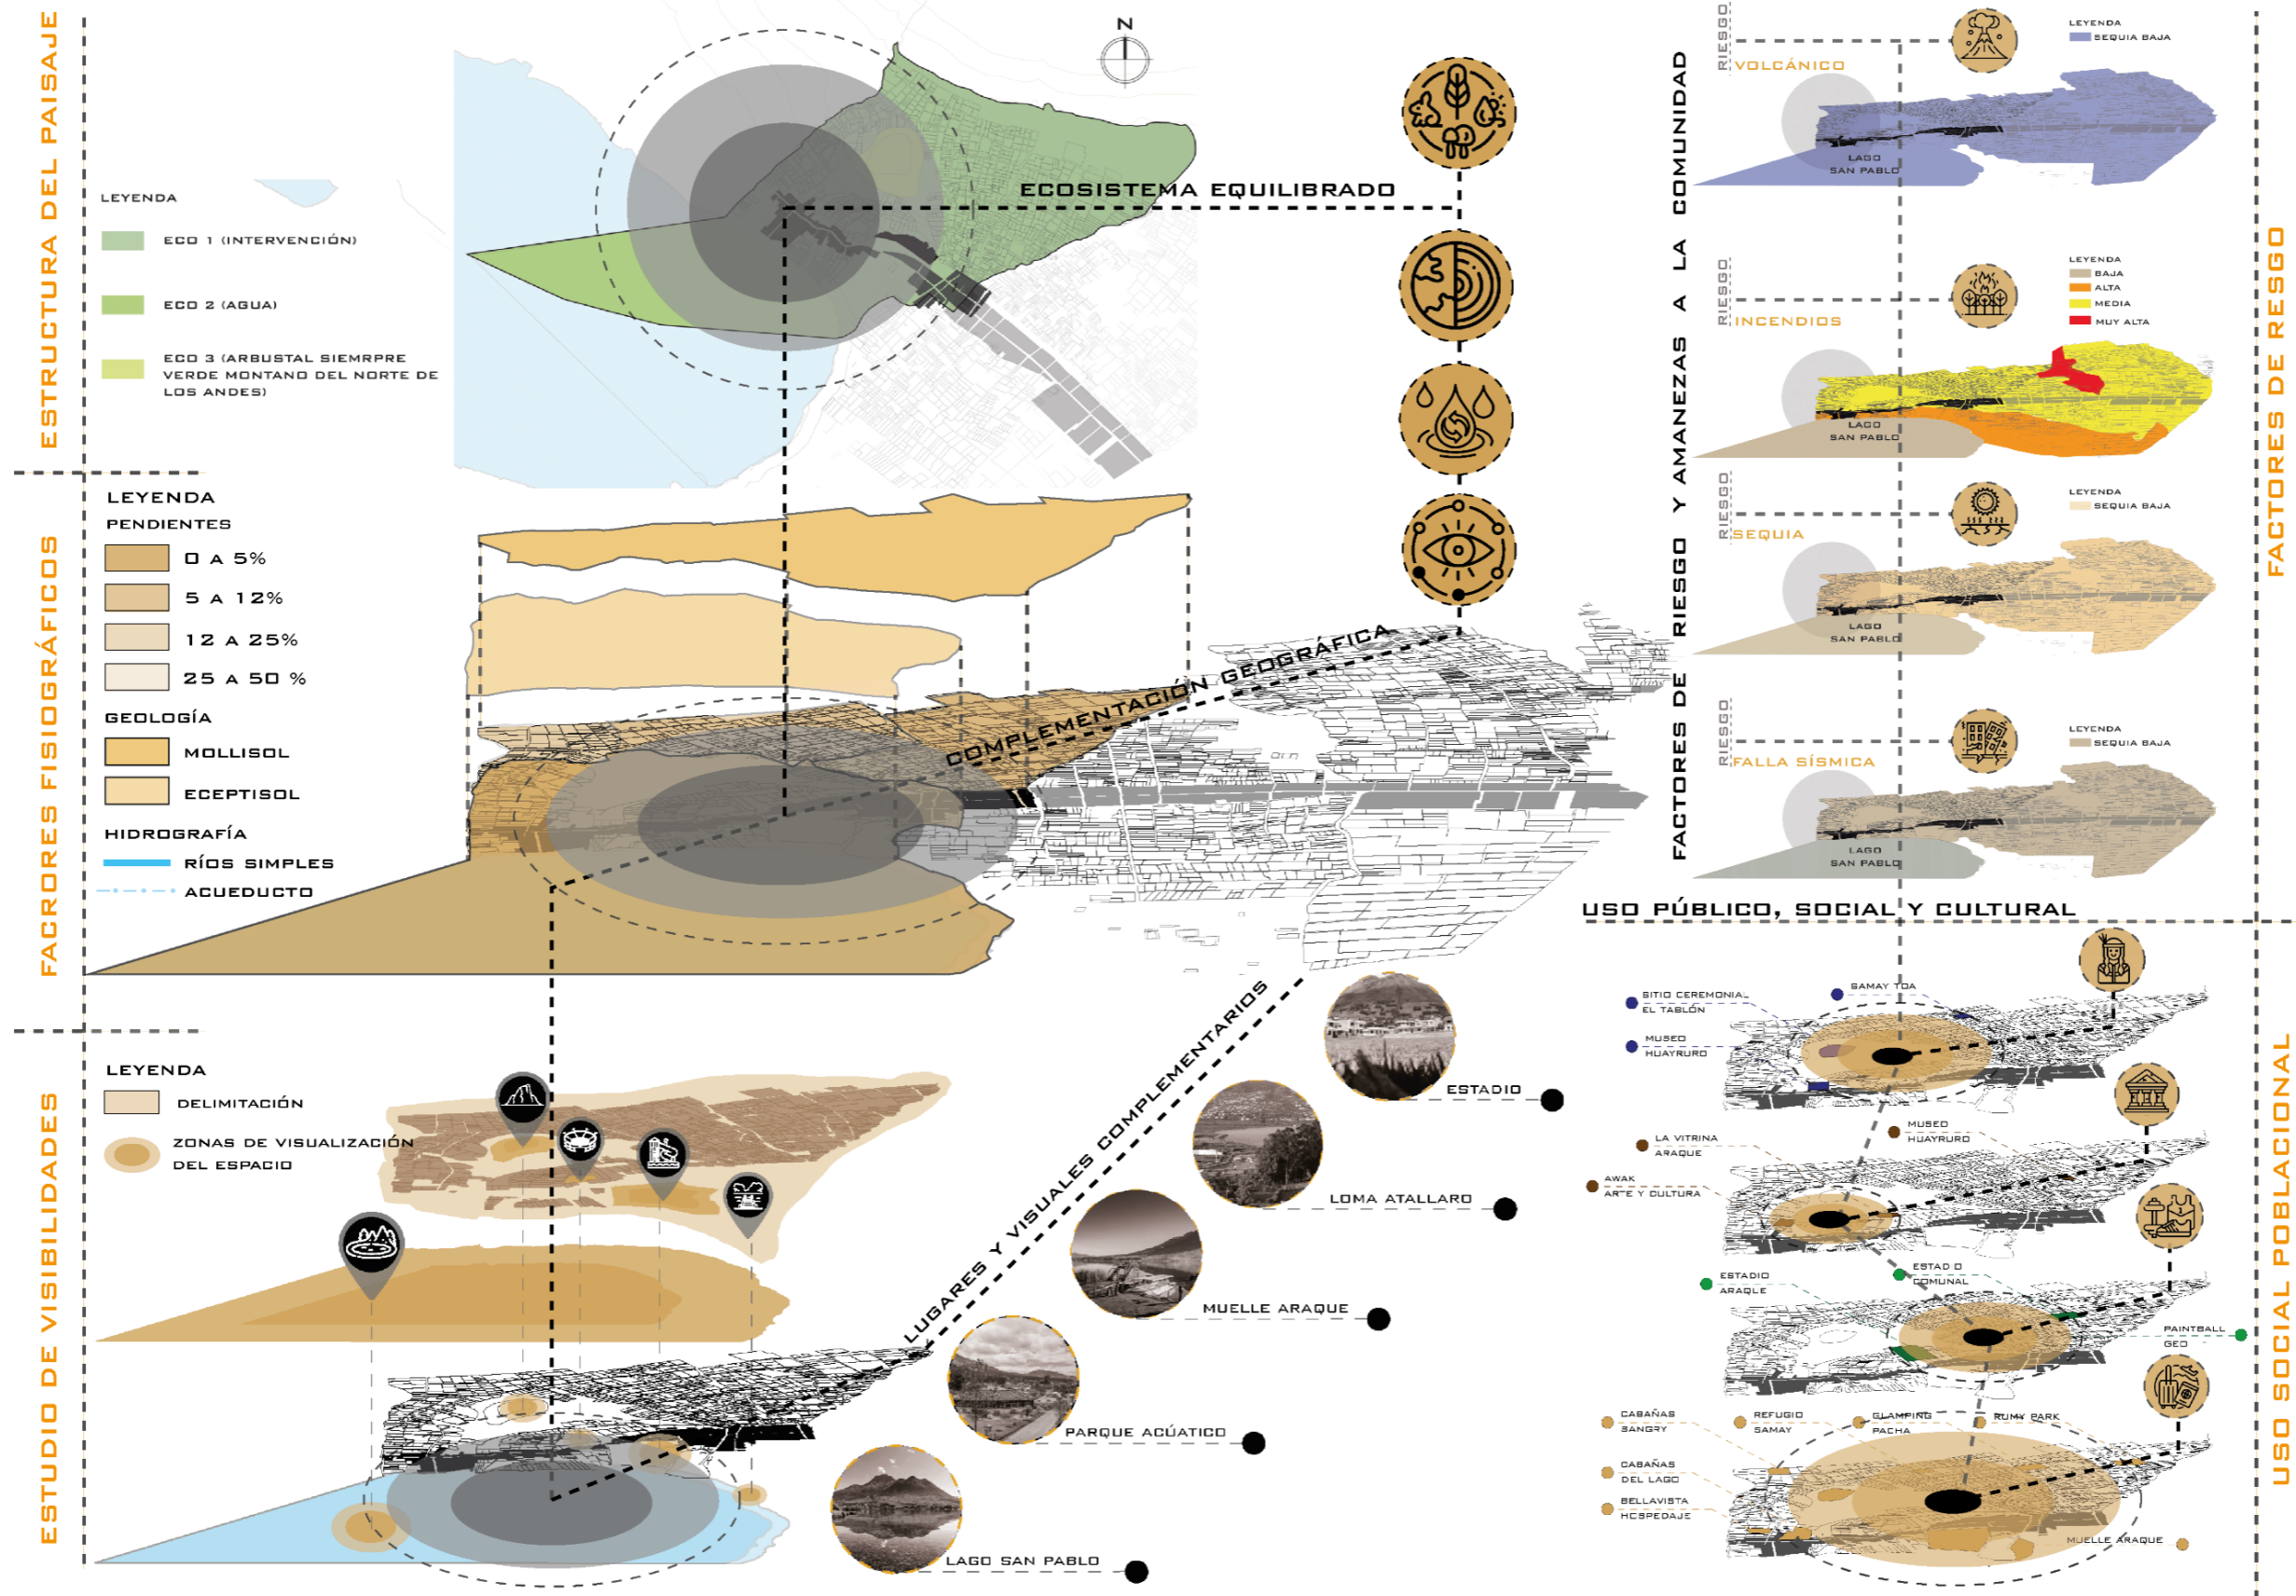 ESTRUCTURA DEL PAISAJE
LEYENDA
ECO 1 (INTERVENCIÓN)
ECO 2 (AGUA)
ECO 3 (ARBUSTAL SIEMRPRE
VERDE MONTANO DEL NORTE DE
LOS ANDES)
N
ECOSISTEMA EQUILIBRADO
FACRORES FISIOGRÁFICOS
LEYENDA
PENDIENTES
0 A 5%
5 A 12%
12 A 25%
25 A 50 %
GEOLOGÍA
MOLLISOL
ECEPTISOL
HIDROGRAFÍA
RÍOS SIMPLES
ACUEDUCTO
COMPLEMENTACIÓN GEOGRÁFICA
ESTUDIO DE VISIBILIDADES
LEYENDA
DELIMITACIÓN
ZONAS DE VISUALIZACIÓN
DEL ESPACIO
LUGARES Y VISUALES COMPLEMENTARIOS
ESTADIO
LOMA ATALLARO
MUELLE ARAQUE
PARQUE ACÚATICO
LAGO SAN PABLO
FACTORES DE RIESGO Y AMANEZAS A LA COMUNIDAD
FACTORES DE RESGO
RIESGO
VOLCÁNICO
LEYENDA
SEQUIA BAJA
LAGO
SAN PABLO
RIESGO
INCENDIOS
LEYENDA
BAJA
ALTA
MEDIA
MUY ALTA
LAGO
SAN PABLO
RIESGO
SEQUIA
LEYENDA
SEQUIA BAJA
LAGO
SAN PABLO
RIESGO
FALLA SÍSMICA
LEYENDA
SEQUIA BAJA
LAGO
SAN PABLO
USO PÚBLICO, SOCIAL Y CULTURAL
USO SOCIAL POBLACIONAL
SITIO CEREMONIAL
EL TABLÓN
SAMAY TOA
MUSEO
HUAYRURO
LA VITRINA
ARAQUE
MUSEO
HUAYRURO
AWAK
ARTE Y CULTURA
ESTADIO
ARAQLE
ESTADIO
COMUNAL
PAINTBALL
GEO
CABAÑAS
SANGRY
REFUGIO
SAMAY
GLAMPING
PACHA
RUMY PARK
CABAÑAS
DEL LAGO
BELLAVISTA
HOSPEDAJE
MUELLE ARAQUE